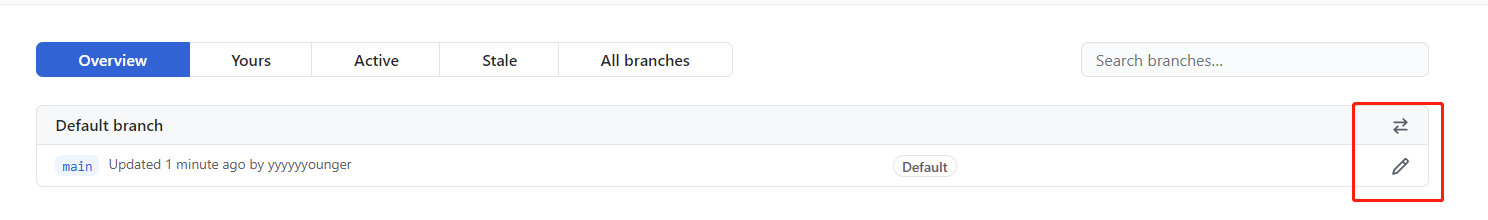 Overview Yours Active Stale All branches Search branches...
Default branch
main Updated 1 minute ago by yyyyyyounger Default